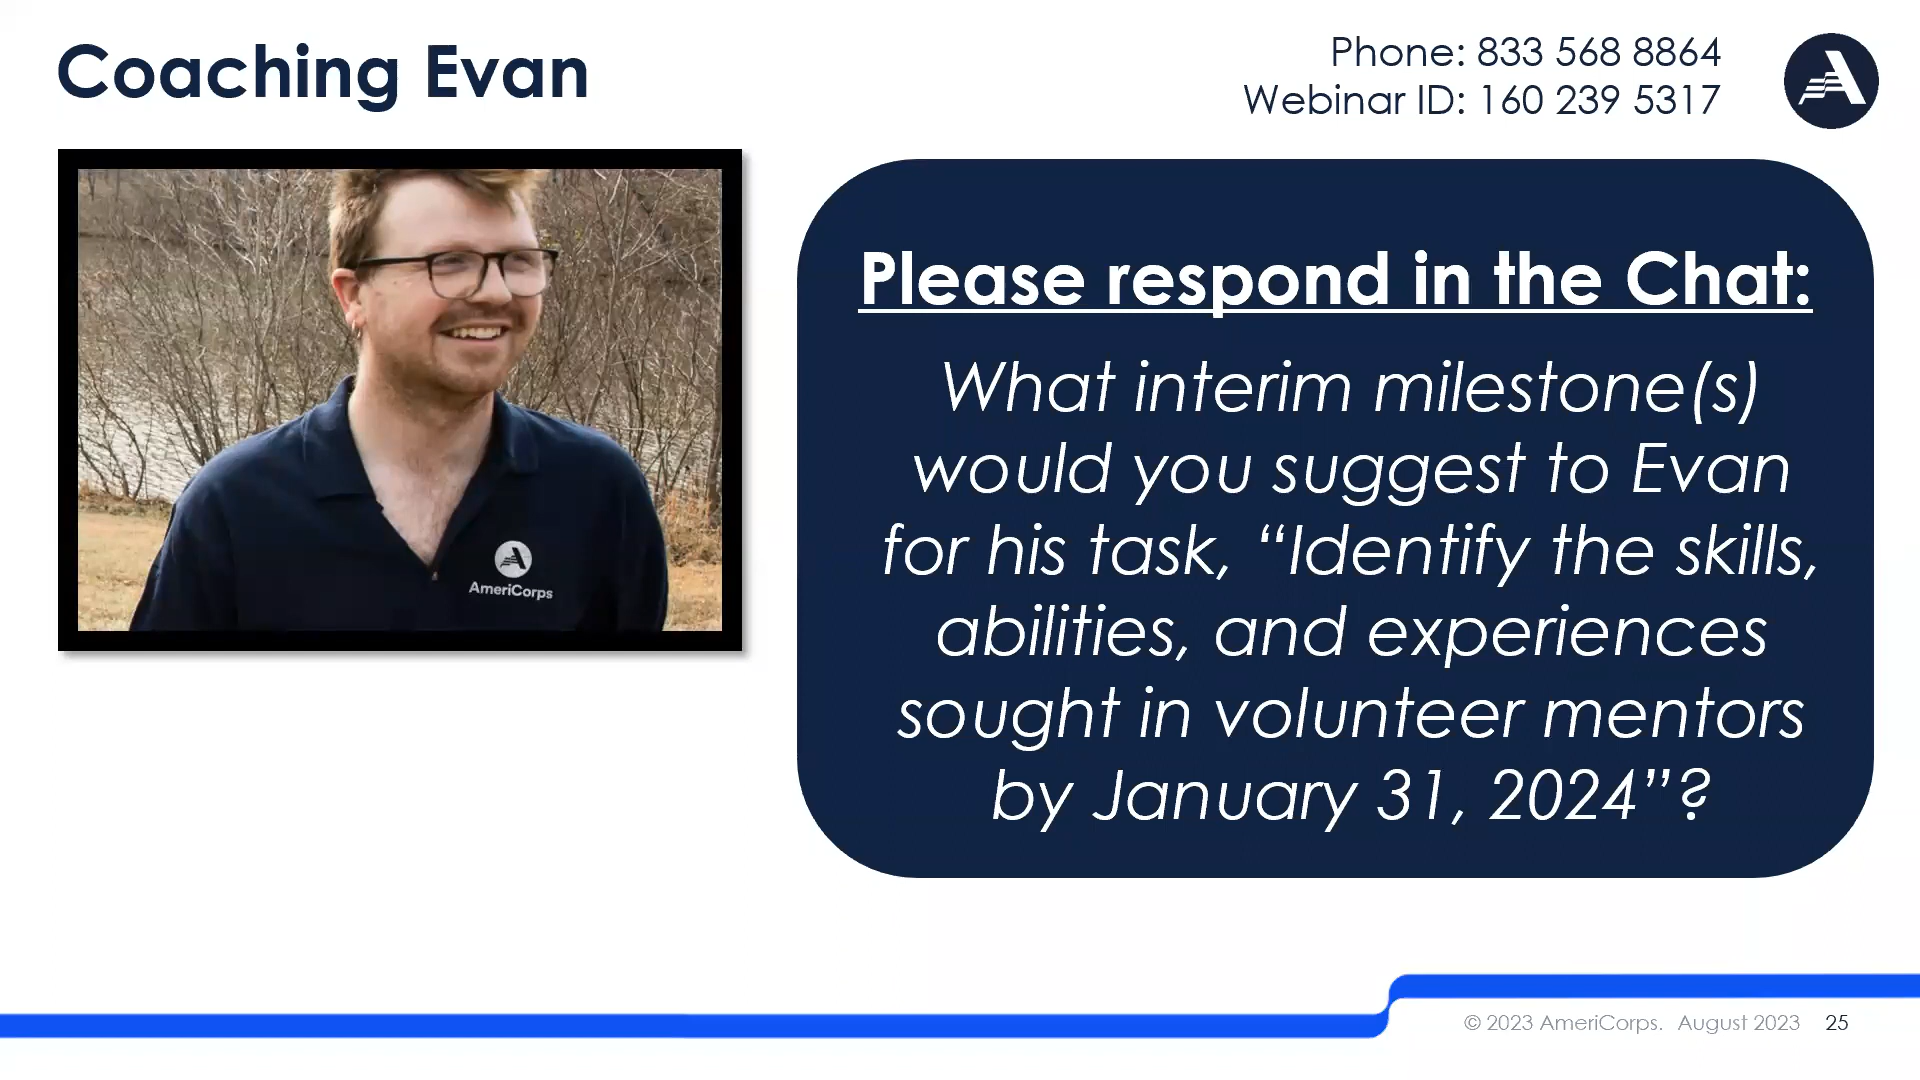 Coaching Evan
Phone: 833 568 8864
Webinar ID: 160 239 5317
AmeriCorps
Please respond in the Chat:
What interim milestone(s)
would you suggest to Evan
for his task, “Identify the skills,
abilities, and experiences
sought in volunteer mentors
by January 31, 2024”?
© 2023 AmeriCorps. August 2023 25